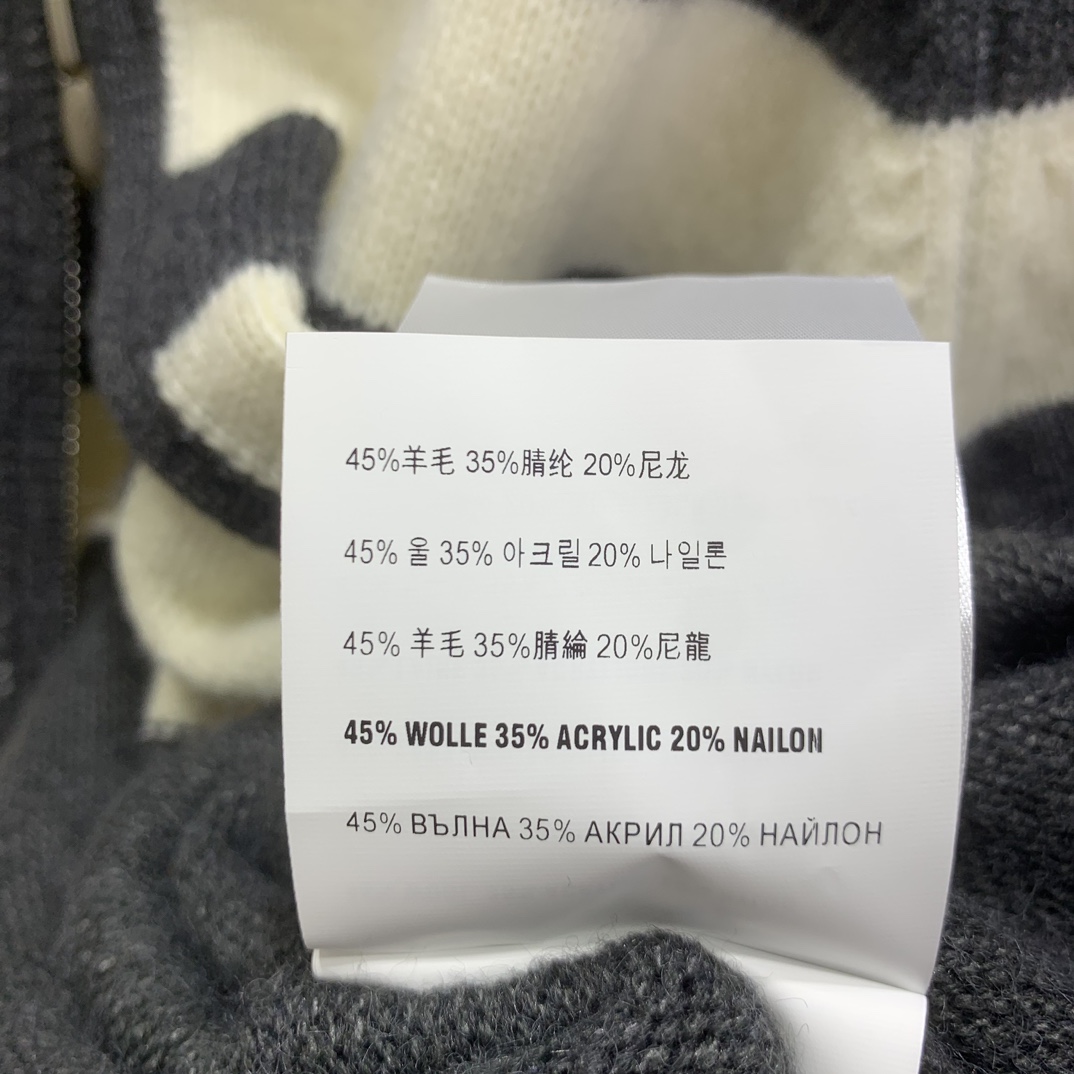 45%羊毛 35%腈纶 20%尼龙
45% 울 35% 아크릴 20% 나일론
45% 羊毛 35%腈綸 20%尼龍
45% WOLLE 35% ACRYLIC 20% NAILON
45% ВЪЛНА 35% АКРИЛ 20% НАЙЛОН